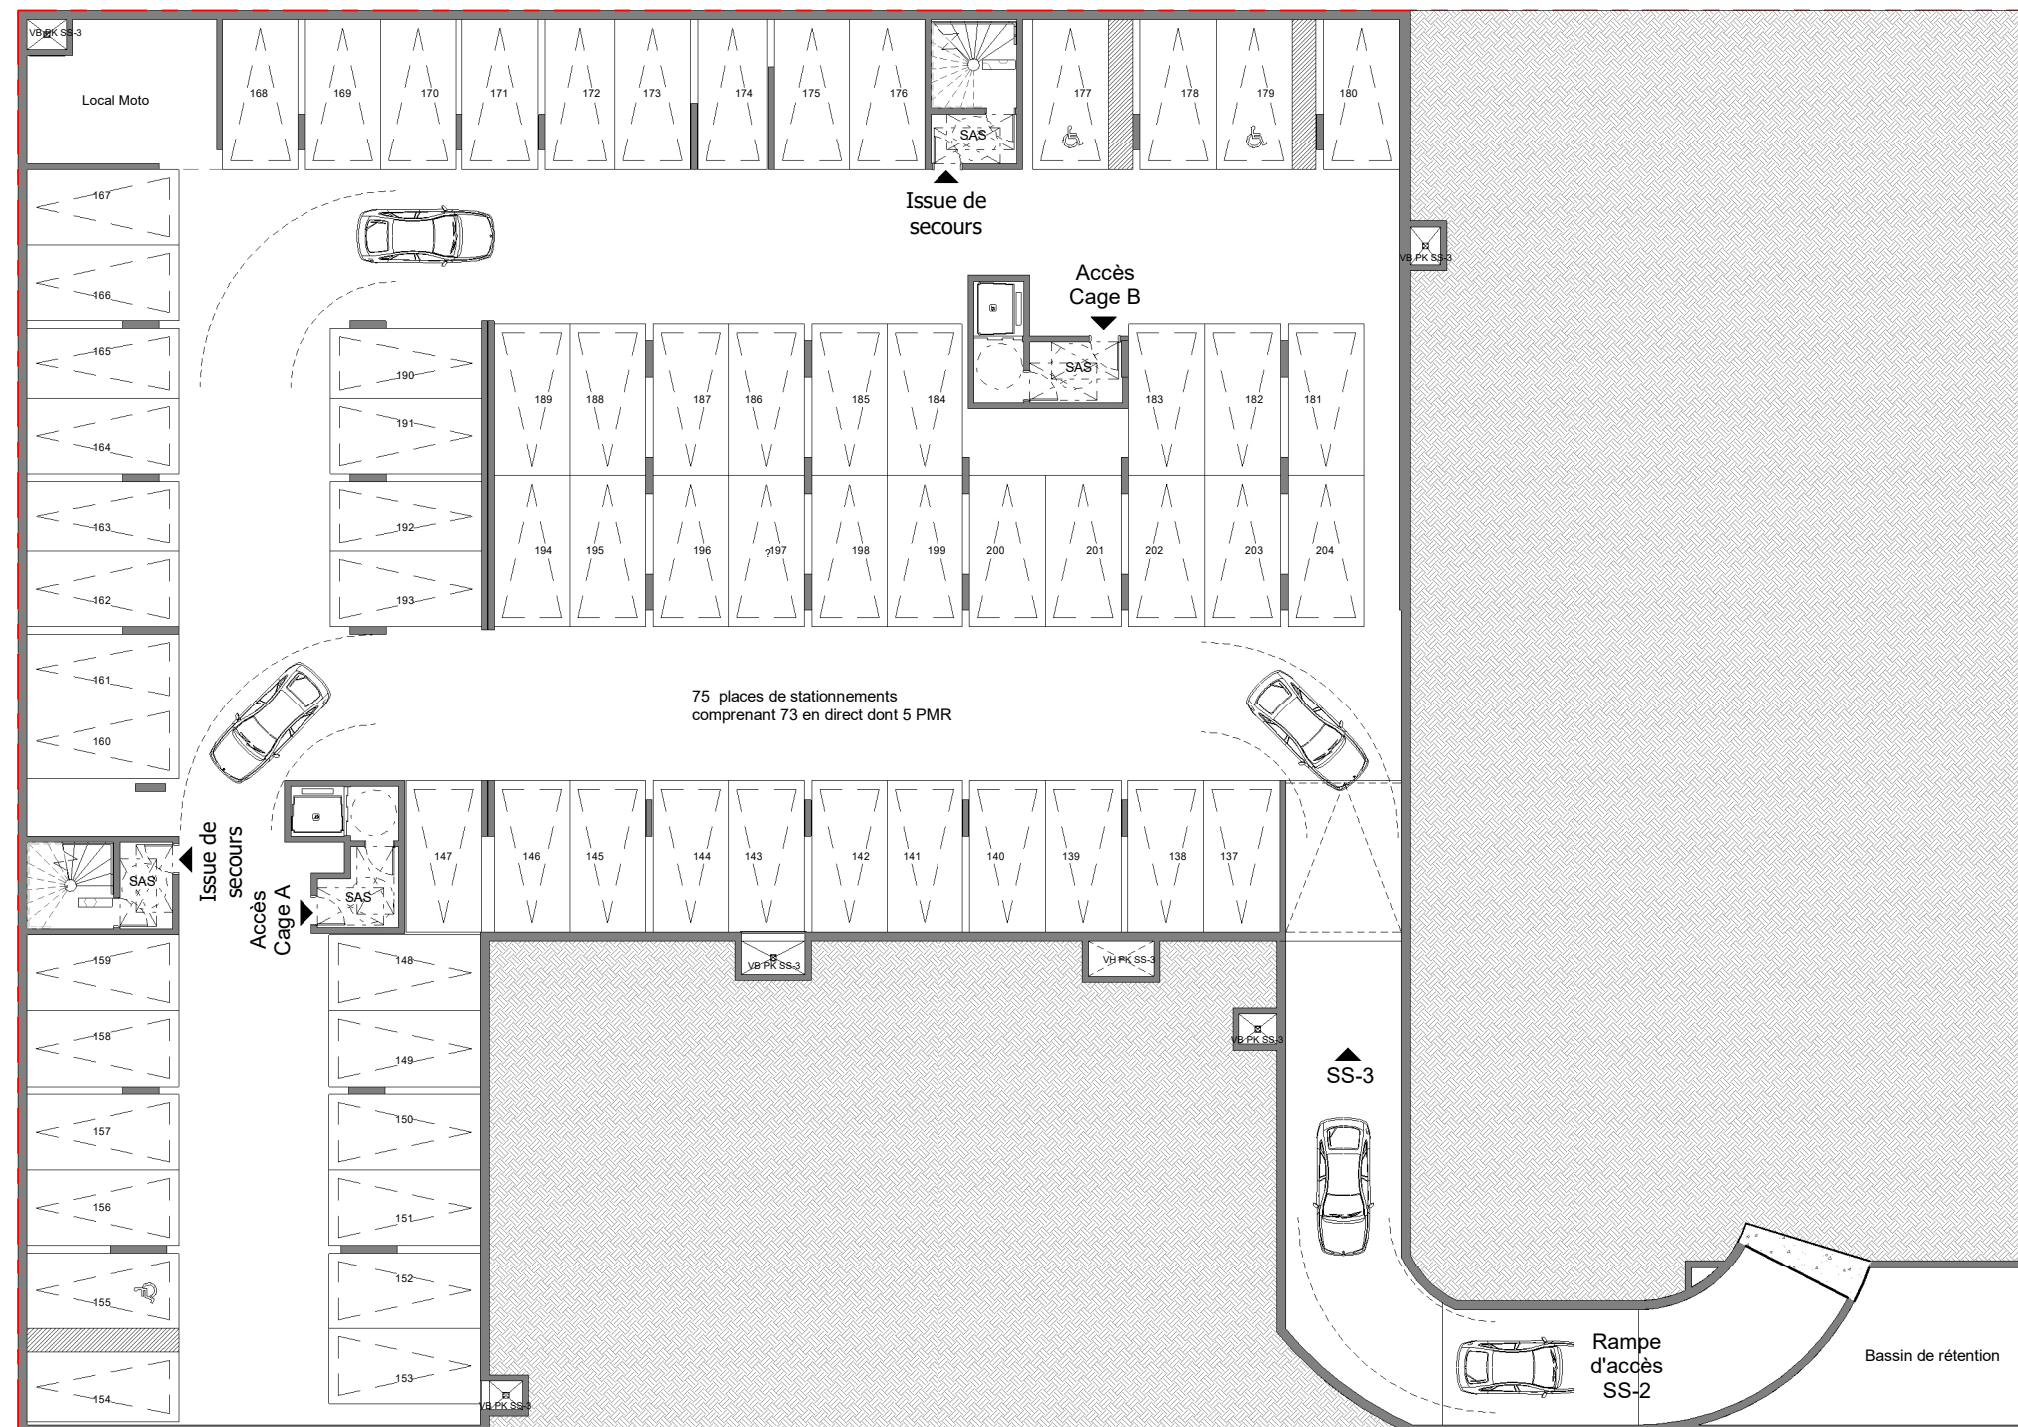 VB PK SS-3
Local Moto
168
169
170
171
172
173
174
175
176
SAS
177
178
179
180
Issue de
secours
167
166
165
164
163
162
161
160
190
191
192
193
VB PK SS-3
Accès
Cage B
SAS
189
188
187
186
185
184
183
182
181
194
195
196
?197
198
199
200
201
202
203
204
75 places de stationnements
comprenant 73 en direct dont 5 PMR
SAS
Issue de
secours
Accès
Cage A
SAS
147
146
145
144
143
142
141
140
139
138
137
VB PK SS-3
VH PK SS-3
VB PK SS-3
159
158
157
156
155
154
148
149
150
151
152
153
VB PK SS-3
SS-3
Rampe
d'accès
SS-2
Bassin de rétention